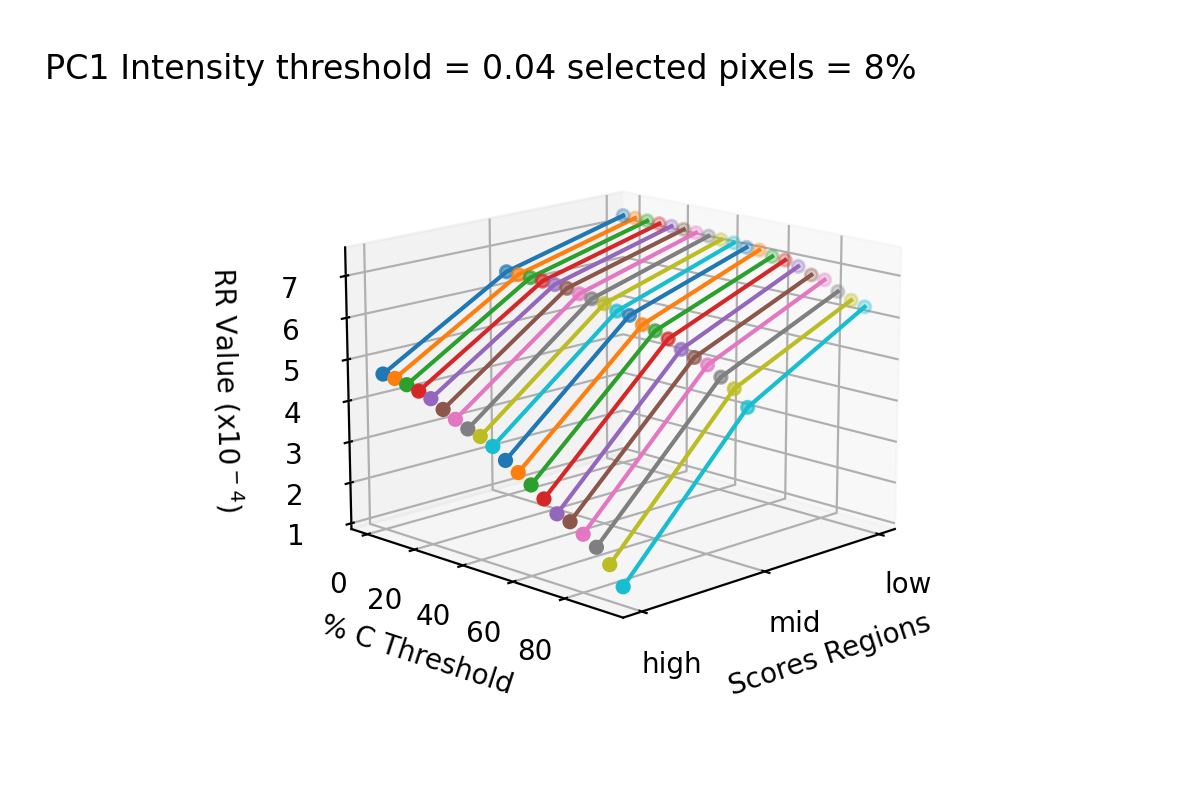 PC1 Intensity threshold = 0.04 selected pixels = 8%
RR Value (x10⁻⁴)
7
6
5
4
3
2
1
0
20
40
60
80
% C Threshold
high
mid
low
Scores Regions